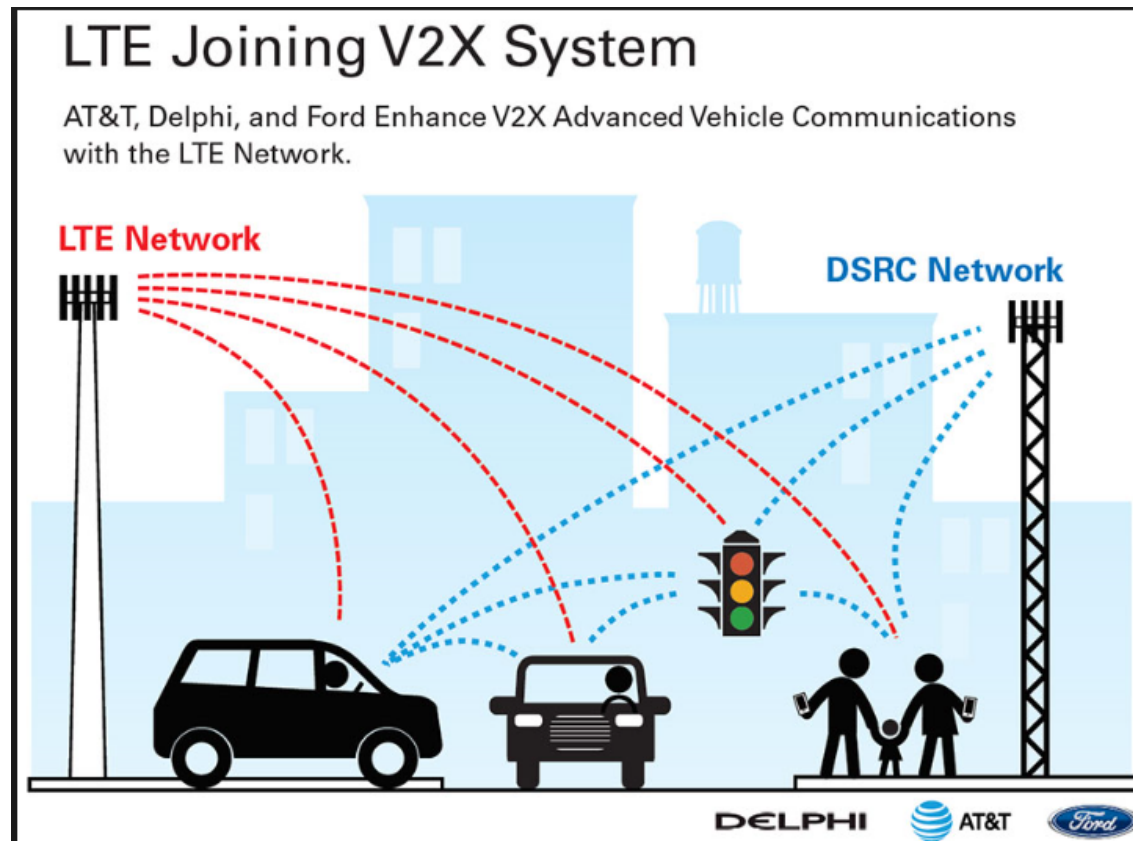 LTE Joining V2X System
AT&T, Delphi, and Ford Enhance V2X Advanced Vehicle Communications
with the LTE Network.
LTE Network
DSRC Network
DELPHI
AT&T
Ford